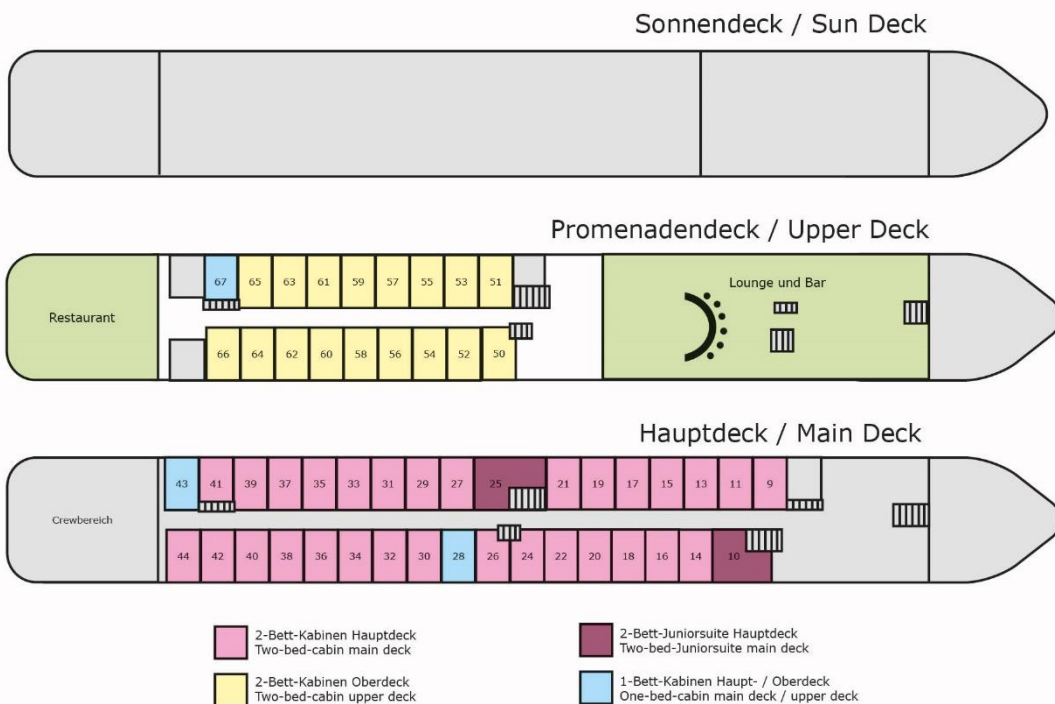 Sonnendeck / Sun Deck
Promenadendeck / Upper Deck
67 65 63 61 59 57 55 53 51
Lounge und Bar
Restaurant
66 64 62 60 58 56 54 52 50
Hauptdeck / Main Deck
43 41 39 37 35 33 31 29 27 25 21 19 17 15 13 11 9
Crewbereich
44 42 40 38 36 34 32 30 28 26 24 22 20 18 16 14 10
2-Bett-Kabinen Hauptdeck
Two-bed-cabin main deck
2-Bett-Juniorsuite Hauptdeck
Two-bed-Juniorsuite main deck
2-Bett-Kabinen Oberdeck
Two-bed-cabin upper deck
1-Bett-Kabinen Haupt- / Oberdeck
One-bed-cabin main deck / upper deck